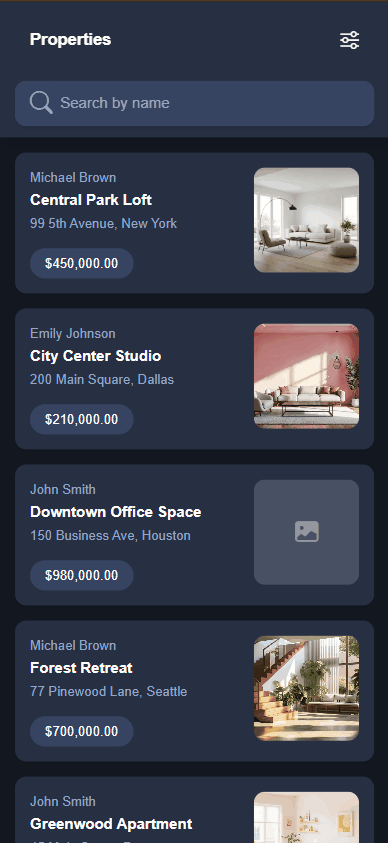 Properties
Search by name
Michael Brown
Central Park Loft
99 5th Avenue, New York
$450,000.00
Emily Johnson
City Center Studio
200 Main Square, Dallas
$210,000.00
John Smith
Downtown Office Space
150 Business Ave, Houston
$980,000.00
Michael Brown
Forest Retreat
77 Pinewood Lane, Seattle
$700,000.00
John Smith
Greenwood Apartment